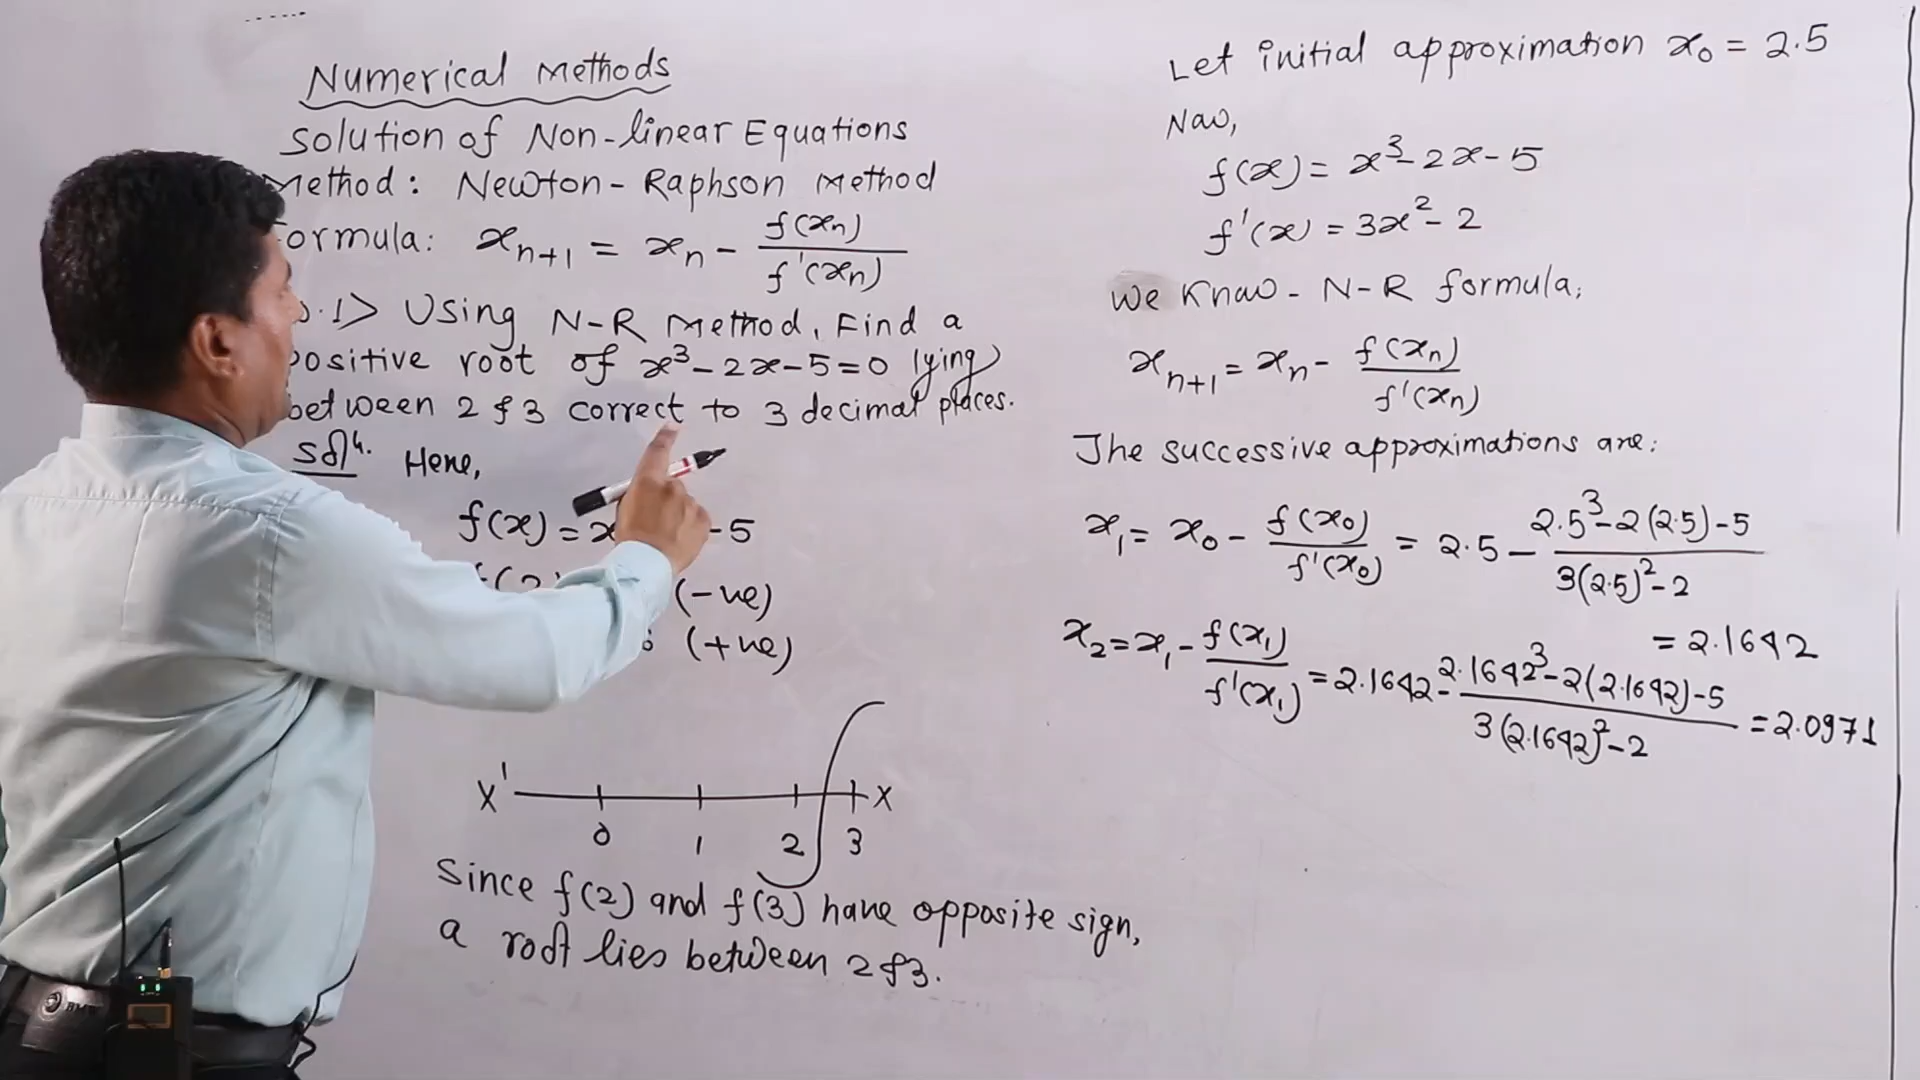 Numerical Methods
Solution of Non-linear Equations
Method: Newton-Raphson Method
ormula: xₙ₊₁ = xₙ - f(xₙ)/f'(xₙ)
.1> Using N-R Method, Find a
positive root of x³-2x-5=0 lying
between 2 & 3 correct to 3 decimal places.
Solⁿ. Here,
f(x) = x -5
f(2) (-ve)
(+ve)
X' X
0 1 2 3
Since f(2) and f(3) have opposite sign,
a root lies between 2 & 3.
Let initial approximation x₀ = 2.5
Now,
f(x) = x³-2x-5
f'(x) = 3x²-2
We Know- N-R formula;
xₙ₊₁ = xₙ - f(xₙ)/f'(xₙ)
The successive approximations are:
x₁ = x₀ - f(x₀)/f'(x₀) = 2.5 - (2.5³-2(2.5)-5)/(3(2.5)²-2)
= 2.1642
x₂ = x₁ - f(x₁)/f'(x₁) = 2.1642 - (2.1642³-2(2.1642)-5)/(3(2.1642)²-2) = 2.0971